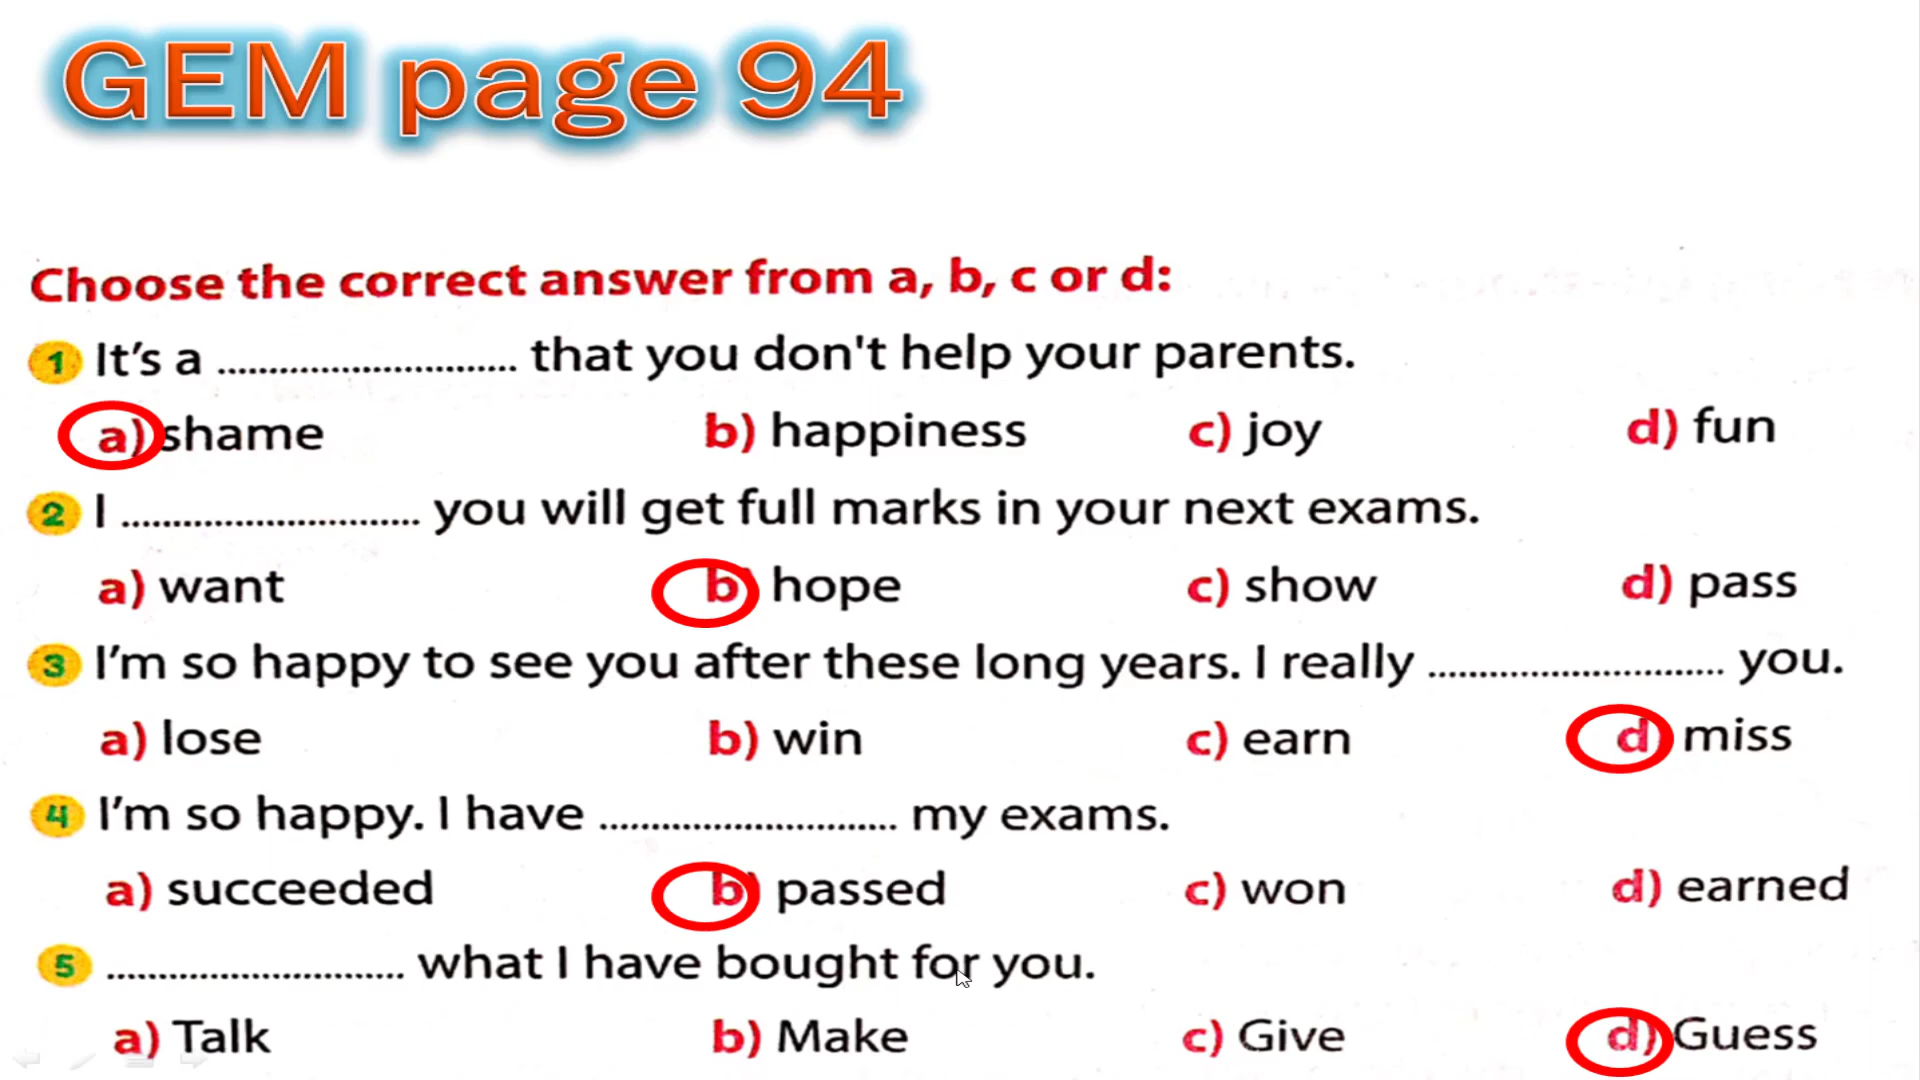 GEM page 94
Choose the correct answer from a, b, c or d:
1 It’s a ............................. that you don't help your parents.
a) shame b) happiness c) joy d) fun
2 I ............................. you will get full marks in your next exams.
a) want b) hope c) show d) pass
3 I’m so happy to see you after these long years. I really ............................. you.
a) lose b) win c) earn d) miss
4 I’m so happy. I have ............................. my exams.
a) succeeded b) passed c) won d) earned
5 ............................. what I have bought for you.
a) Talk b) Make c) Give d) Guess